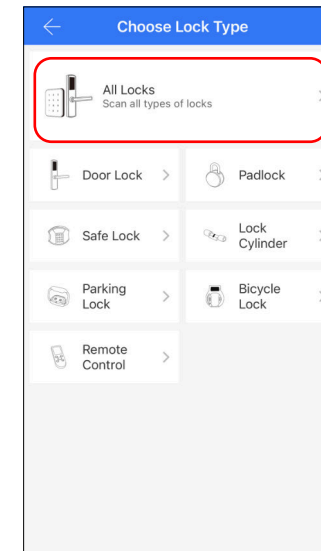 Choose Lock Type
All Locks
Scan all types of locks
Door Lock
Padlock
Safe Lock
Lock
Cylinder
Parking
Lock
Bicycle
Lock
Remote
Control